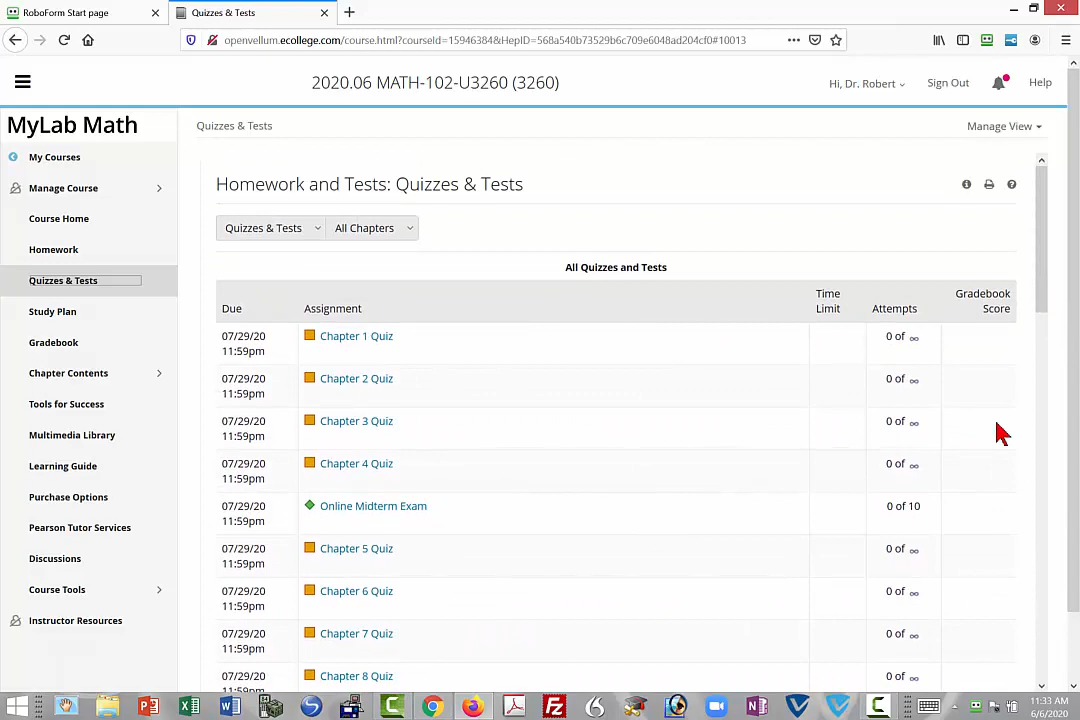 RoboForm Start page
Quizzes & Tests
openvellum.ecollege.com/course.html?courseId=15946384&HepID=568a540b73529b6c709e6048ad204cf0#10013
2020.06 MATH-102-U3260 (3260)
Hi, Dr. Robert
Sign Out
Help
MyLab Math
Quizzes & Tests
Manage View
My Courses
Manage Course
Course Home
Homework
Quizzes & Tests
Study Plan
Gradebook
Chapter Contents
Tools for Success
Multimedia Library
Learning Guide
Purchase Options
Pearson Tutor Services
Discussions
Course Tools
Instructor Resources
Homework and Tests: Quizzes & Tests
Quizzes & Tests
All Chapters
All Quizzes and Tests
Due Assignment Time Limit Attempts Gradebook Score
07/29/20 11:59pm Chapter 1 Quiz 0 of ∞
07/29/20 11:59pm Chapter 2 Quiz 0 of ∞
07/29/20 11:59pm Chapter 3 Quiz 0 of ∞
07/29/20 11:59pm Chapter 4 Quiz 0 of ∞
07/29/20 11:59pm Online Midterm Exam 0 of 10
07/29/20 11:59pm Chapter 5 Quiz 0 of ∞
07/29/20 11:59pm Chapter 6 Quiz 0 of ∞
07/29/20 11:59pm Chapter 7 Quiz 0 of ∞
07/29/20 11:59pm Chapter 8 Quiz 0 of ∞
11:33 AM
6/6/2020